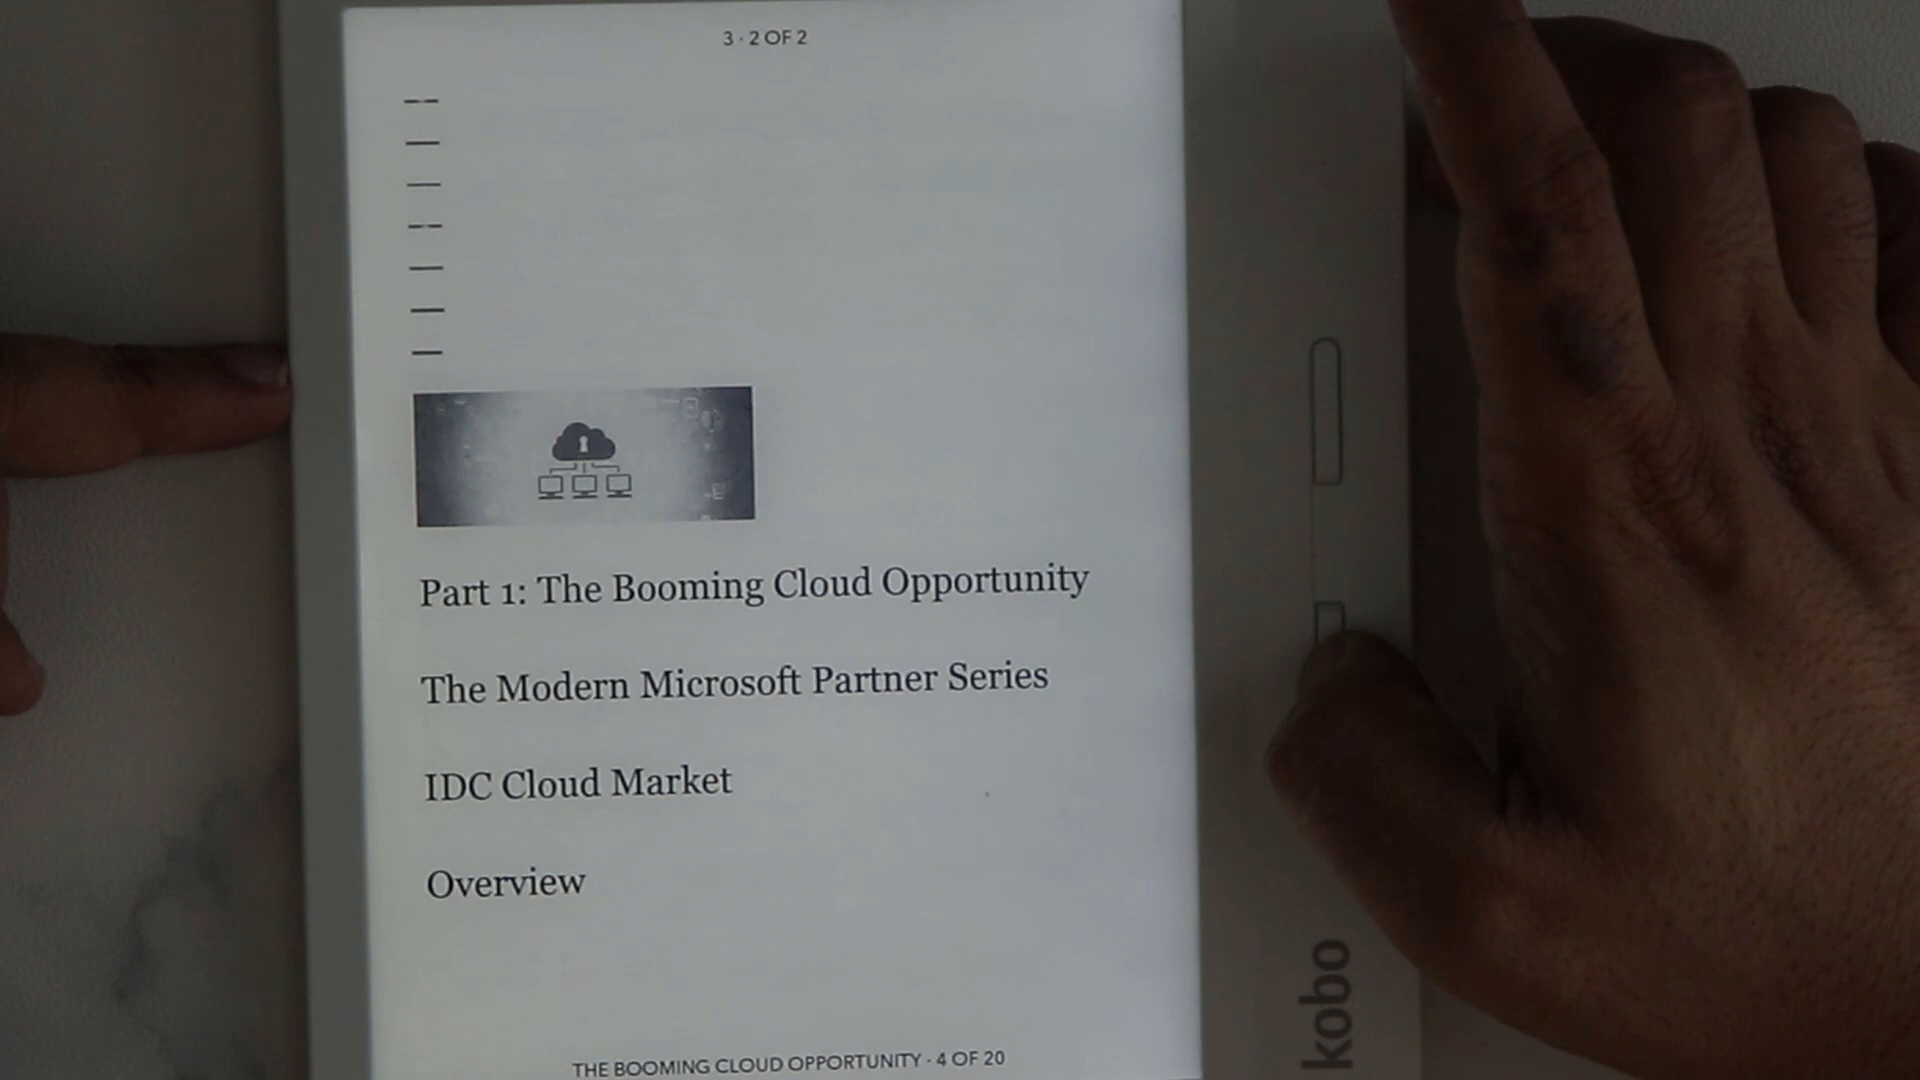 3 · 2 OF 2
Part 1: The Booming Cloud Opportunity
The Modern Microsoft Partner Series
IDC Cloud Market
Overview
THE BOOMING CLOUD OPPORTUNITY · 4 OF 20
kobo